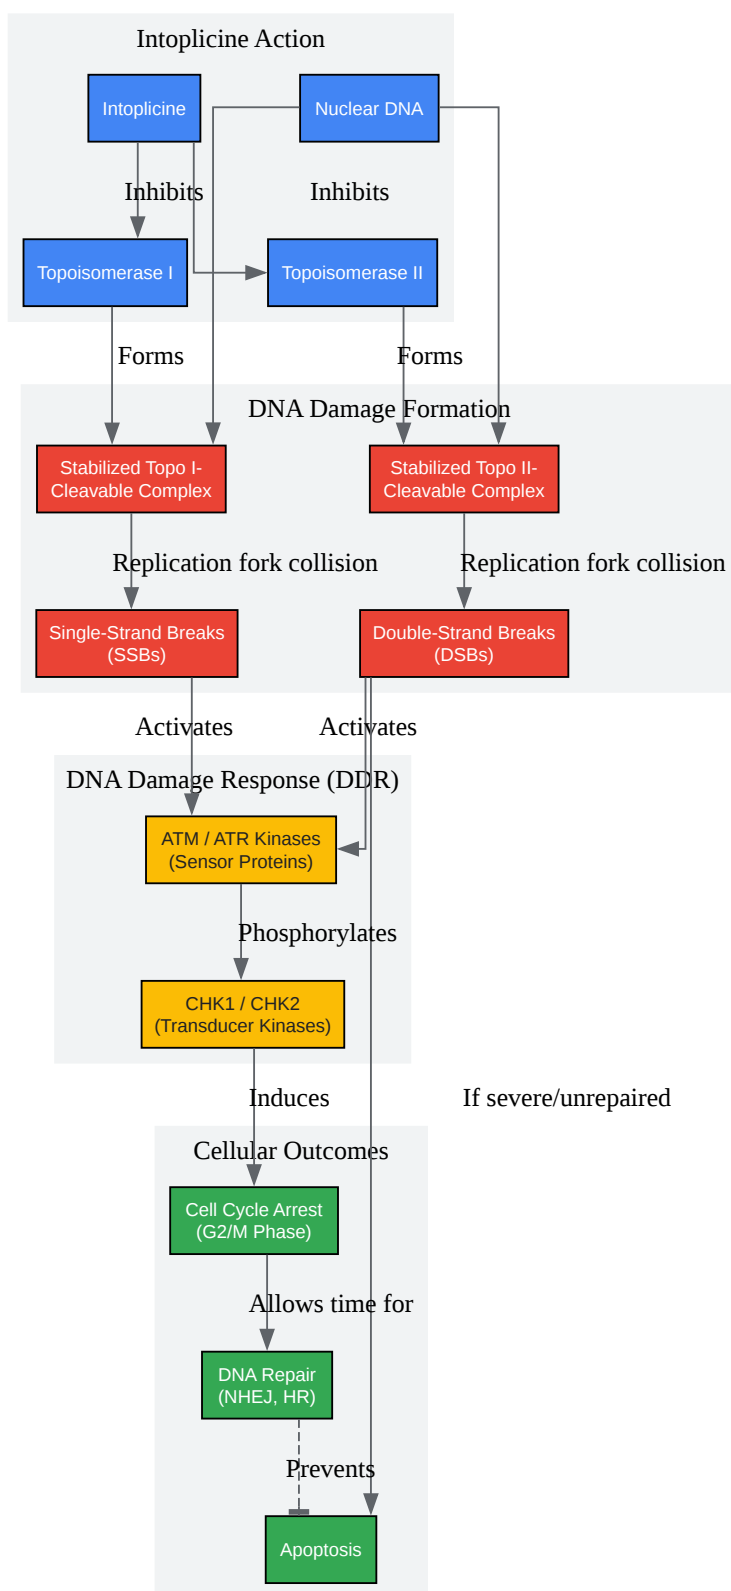 Intoplicine Action
Intoplicine
Nuclear DNA
Inhibits
Inhibits
Topoisomerase I
Topoisomerase II
Forms
Forms
DNA Damage Formation
Stabilized Topo I-
Cleavable Complex
Stabilized Topo II-
Cleavable Complex
Replication fork collision
Replication fork collision
Single-Strand Breaks
(SSBs)
Double-Strand Breaks
(DSBs)
Activates
Activates
DNA Damage Response (DDR)
ATM / ATR Kinases
(Sensor Proteins)
Phosphorylates
CHK1 / CHK2
(Transducer Kinases)
Induces
If severe/unrepaired
Cellular Outcomes
Cell Cycle Arrest
(G2/M Phase)
Allows time for
DNA Repair
(NHEJ, HR)
Prevents
Apoptosis